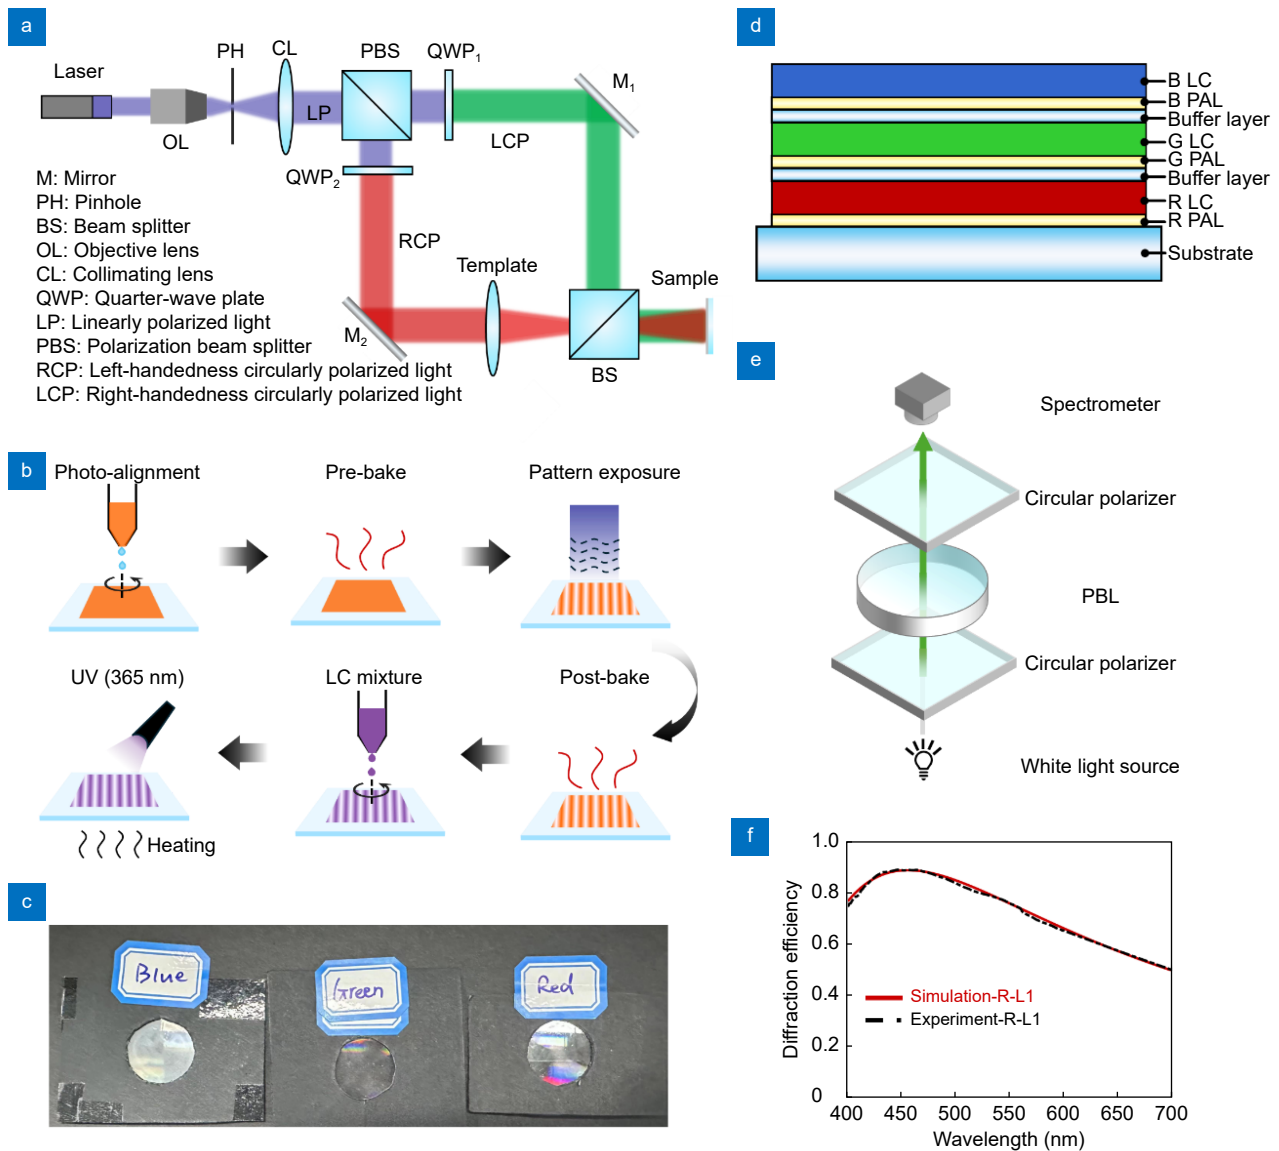 a
Laser
PH
CL
PBS
QWP1
M1
LP
OL
LCP
QWP2
M: Mirror
PH: Pinhole
BS: Beam splitter
OL: Objective lens
CL: Collimating lens
QWP: Quarter-wave plate
LP: Linearly polarized light
PBS: Polarization beam splitter
RCP: Left-handedness circularly polarized light
LCP: Right-handedness circularly polarized light
RCP
Template
Sample
M2
BS
b
Photo-alignment
Pre-bake
Pattern exposure
UV (365 nm)
LC mixture
Post-bake
Heating
c
Blue
Green
Red
d
B LC
B PAL
Buffer layer
G LC
G PAL
Buffer layer
R LC
R PAL
Substrate
e
Spectrometer
Circular polarizer
PBL
Circular polarizer
White light source
f
1.0
0.8
0.6
0.4
0.2
0
Diffraction efficiency
Simulation-R-L1
Experiment-R-L1
400 450 500 550 600 650 700
Wavelength (nm)